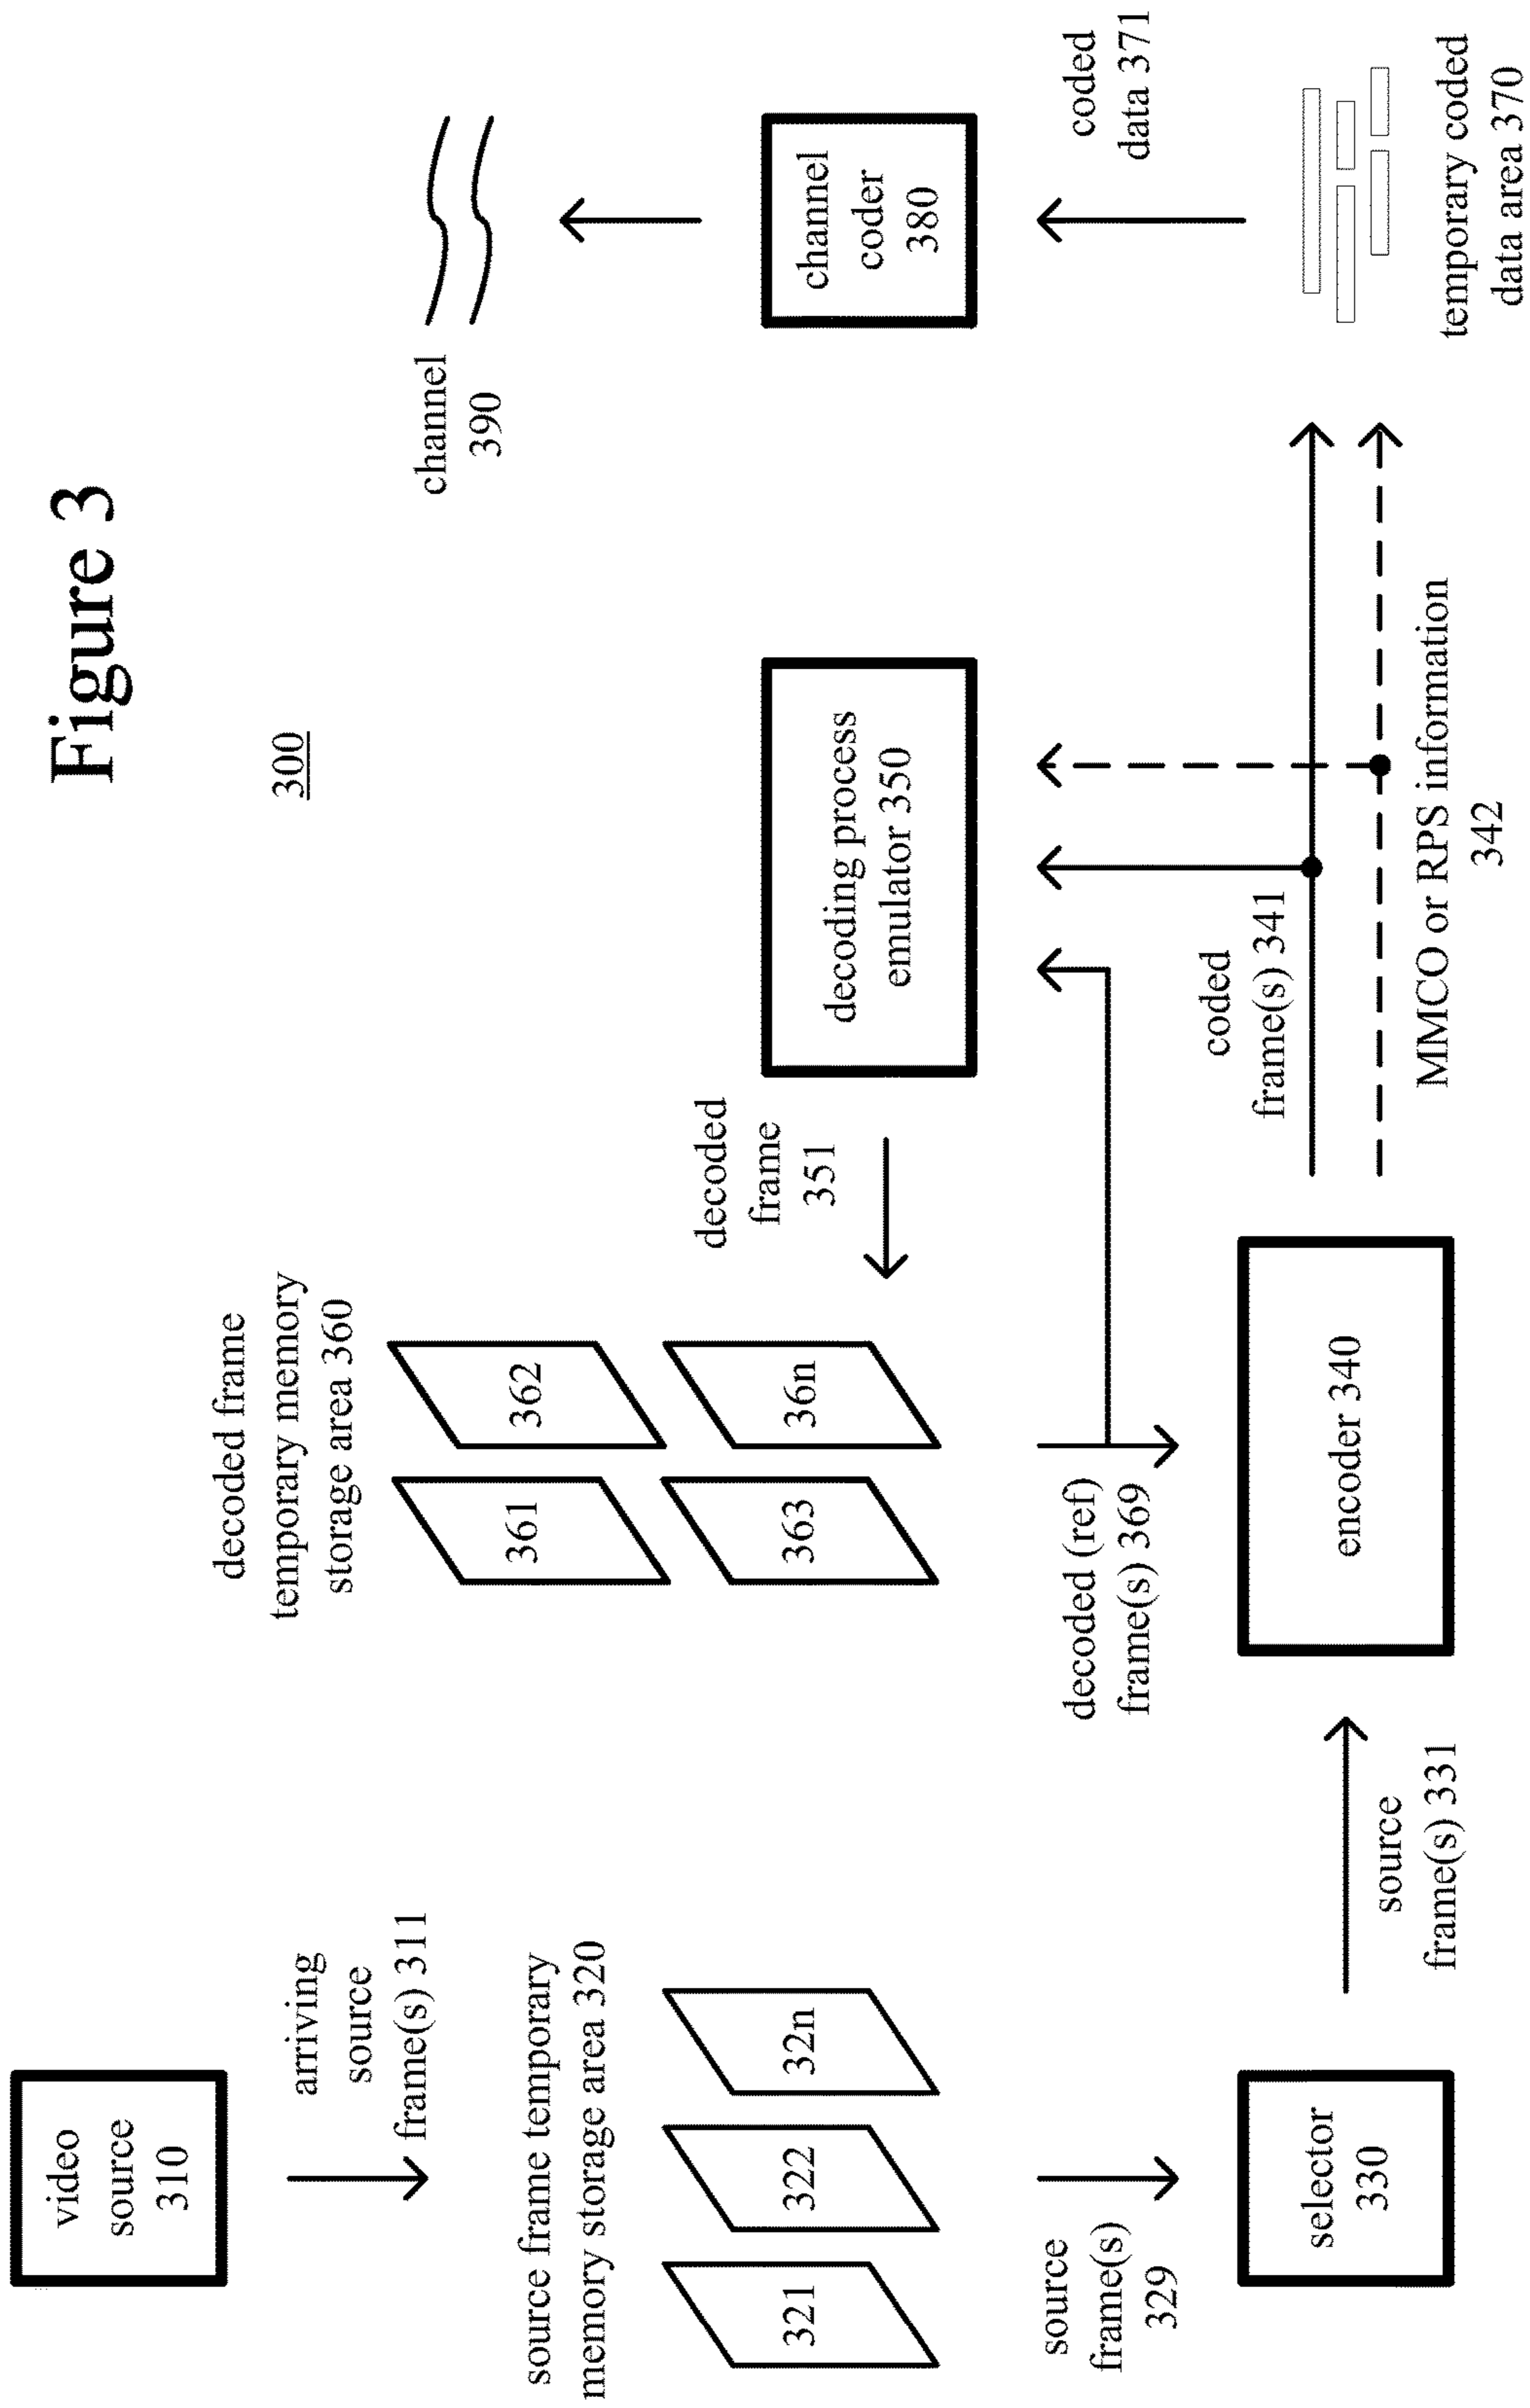 Figure 3
300
video
source
310
arriving
source
frame(s) 311
source frame temporary
memory storage area 320
321
322
32n
source
frame(s)
329
selector
330
source
frame(s) 331
decoded frame
temporary memory
storage area 360
361
362
363
36n
decoded (ref)
frame(s) 369
encoder 340
decoded
frame
351
decoding process
emulator 350
coded
frame(s) 341
MMCO or RPS information
342
channel
390
channel
coder
380
coded
data 371
temporary coded
data area 370